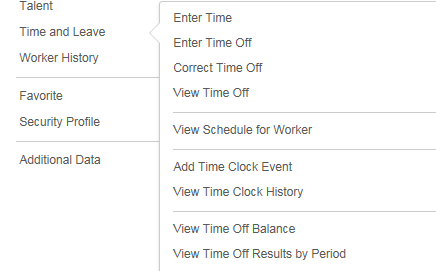 Talent
Time and Leave
Worker History
Favorite
Security Profile
Additional Data
Enter Time
Enter Time Off
Correct Time Off
View Time Off
View Schedule for Worker
Add Time Clock Event
View Time Clock History
View Time Off Balance
View Time Off Results by Period